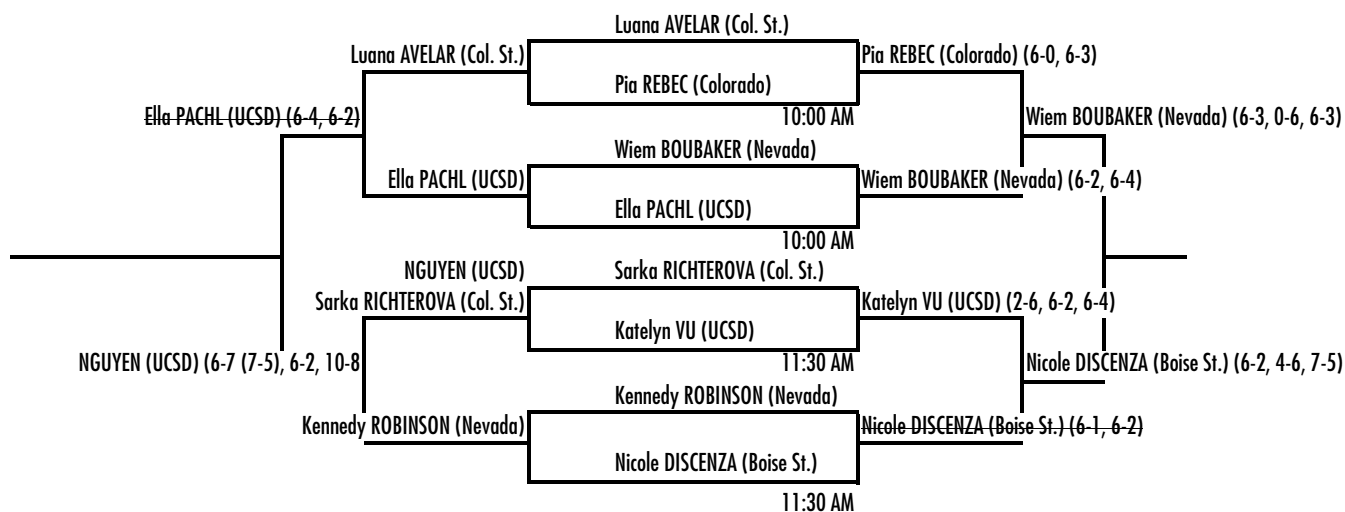 Luana AVELAR (Col. St.)
Luana AVELAR (Col. St.)
Pia REBEC (Colorado) (6-0, 6-3)
Pia REBEC (Colorado)
Ella PACHL (UCSD) (6-4, 6-2)
10:00 AM
Wiem BOUBAKER (Nevada) (6-3, 0-6, 6-3)
Wiem BOUBAKER (Nevada)
Ella PACHL (UCSD)
Wiem BOUBAKER (Nevada) (6-2, 6-4)
Ella PACHL (UCSD)
10:00 AM
NGUYEN (UCSD)
Sarka RICHTEROVA (Col. St.)
Sarka RICHTEROVA (Col. St.)
Katelyn VU (UCSD) (2-6, 6-2, 6-4)
Katelyn VU (UCSD)
NGUYEN (UCSD) (6-7 (7-5), 6-2, 10-8
11:30 AM
Nicole DISCENZA (Boise St.) (6-2, 4-6, 7-5)
Kennedy ROBINSON (Nevada)
Kennedy ROBINSON (Nevada)
Nicole DISCENZA (Boise St.) (6-1, 6-2)
Nicole DISCENZA (Boise St.)
11:30 AM